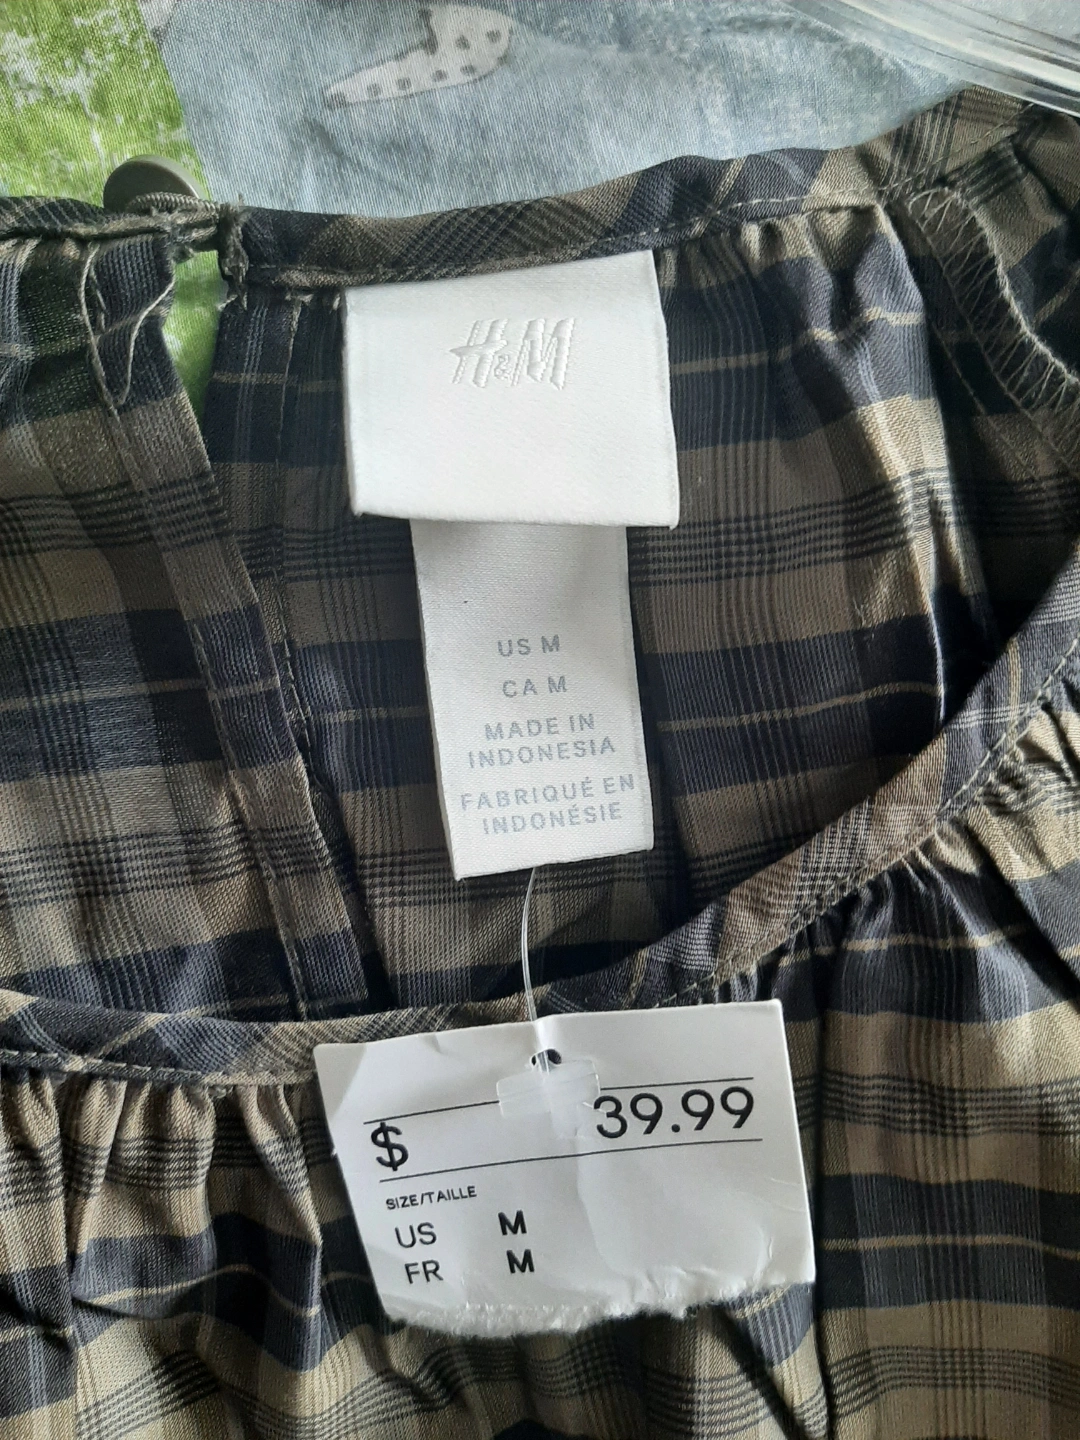 H&M
US M
CA M
MADE IN
INDONESIA
FABRIQUÉ EN
INDONÉSIE
$ 39.99
SIZE/TAILLE
US M
FR M